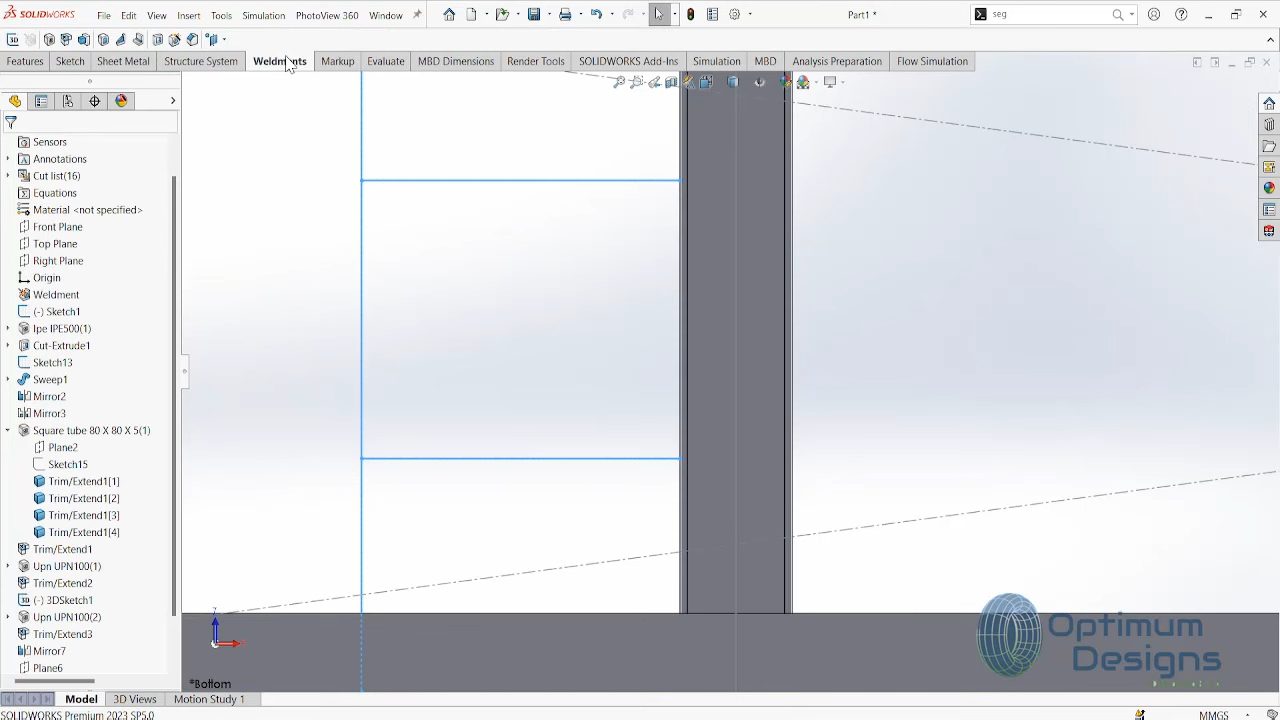 SOLIDWORKS
File Edit View Insert Tools Simulation PhotoView 360 Window
Part1 *
seg
Features Sketch Sheet Metal Structure System Weldments Markup Evaluate MBD Dimensions Render Tools SOLIDWORKS Add-Ins Simulation MBD Analysis Preparation Flow Simulation
Sensors
Annotations
Cut list(16)
Equations
Material <not specified>
Front Plane
Top Plane
Right Plane
Origin
Weldment
(-) Sketch1
Ipe IPE500(1)
Cut-Extrude1
Sketch13
Sweep1
Mirror2
Mirror3
Square tube 80 X 80 X 5(1)
Plane2
Sketch15
Trim/Extend1[1]
Trim/Extend1[2]
Trim/Extend1[3]
Trim/Extend1[4]
Trim/Extend1
Upn UPN100(1)
Trim/Extend2
(-) 3DSketch1
Upn UPN100(2)
Trim/Extend3
Mirror7
Plane6
*Bottom
Optimum
Designs
Model 3D Views Motion Study 1
SOLIDWORKS Premium 2023 SP5.0
MMGS